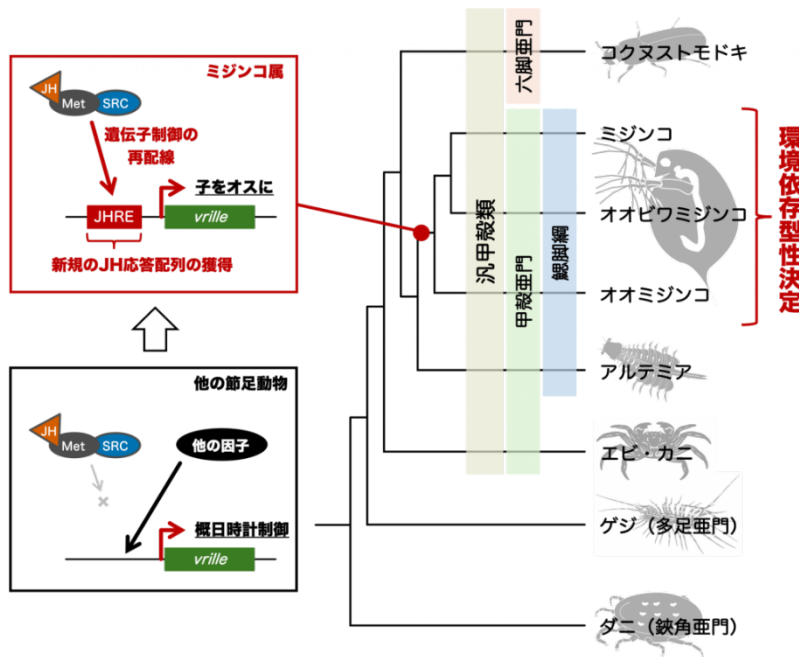 ミジンコ属
JH
Met
SRC
遺伝子制御の
再配線
子をオスに
JHRE
vrille
新規のJH応答配列の獲得
他の節足動物
JH
Met
SRC
他の因子
概日時計制御
vrille
汎甲殻類
六脚亜門
甲殻亜門
鰓脚綱
コクヌストモドキ
ミジンコ
オオビワミジンコ
オオミジンコ
アルテミア
エビ・カニ
ゲジ（多足亜門）
ダニ（鋏角亜門）
環境依存型性決定